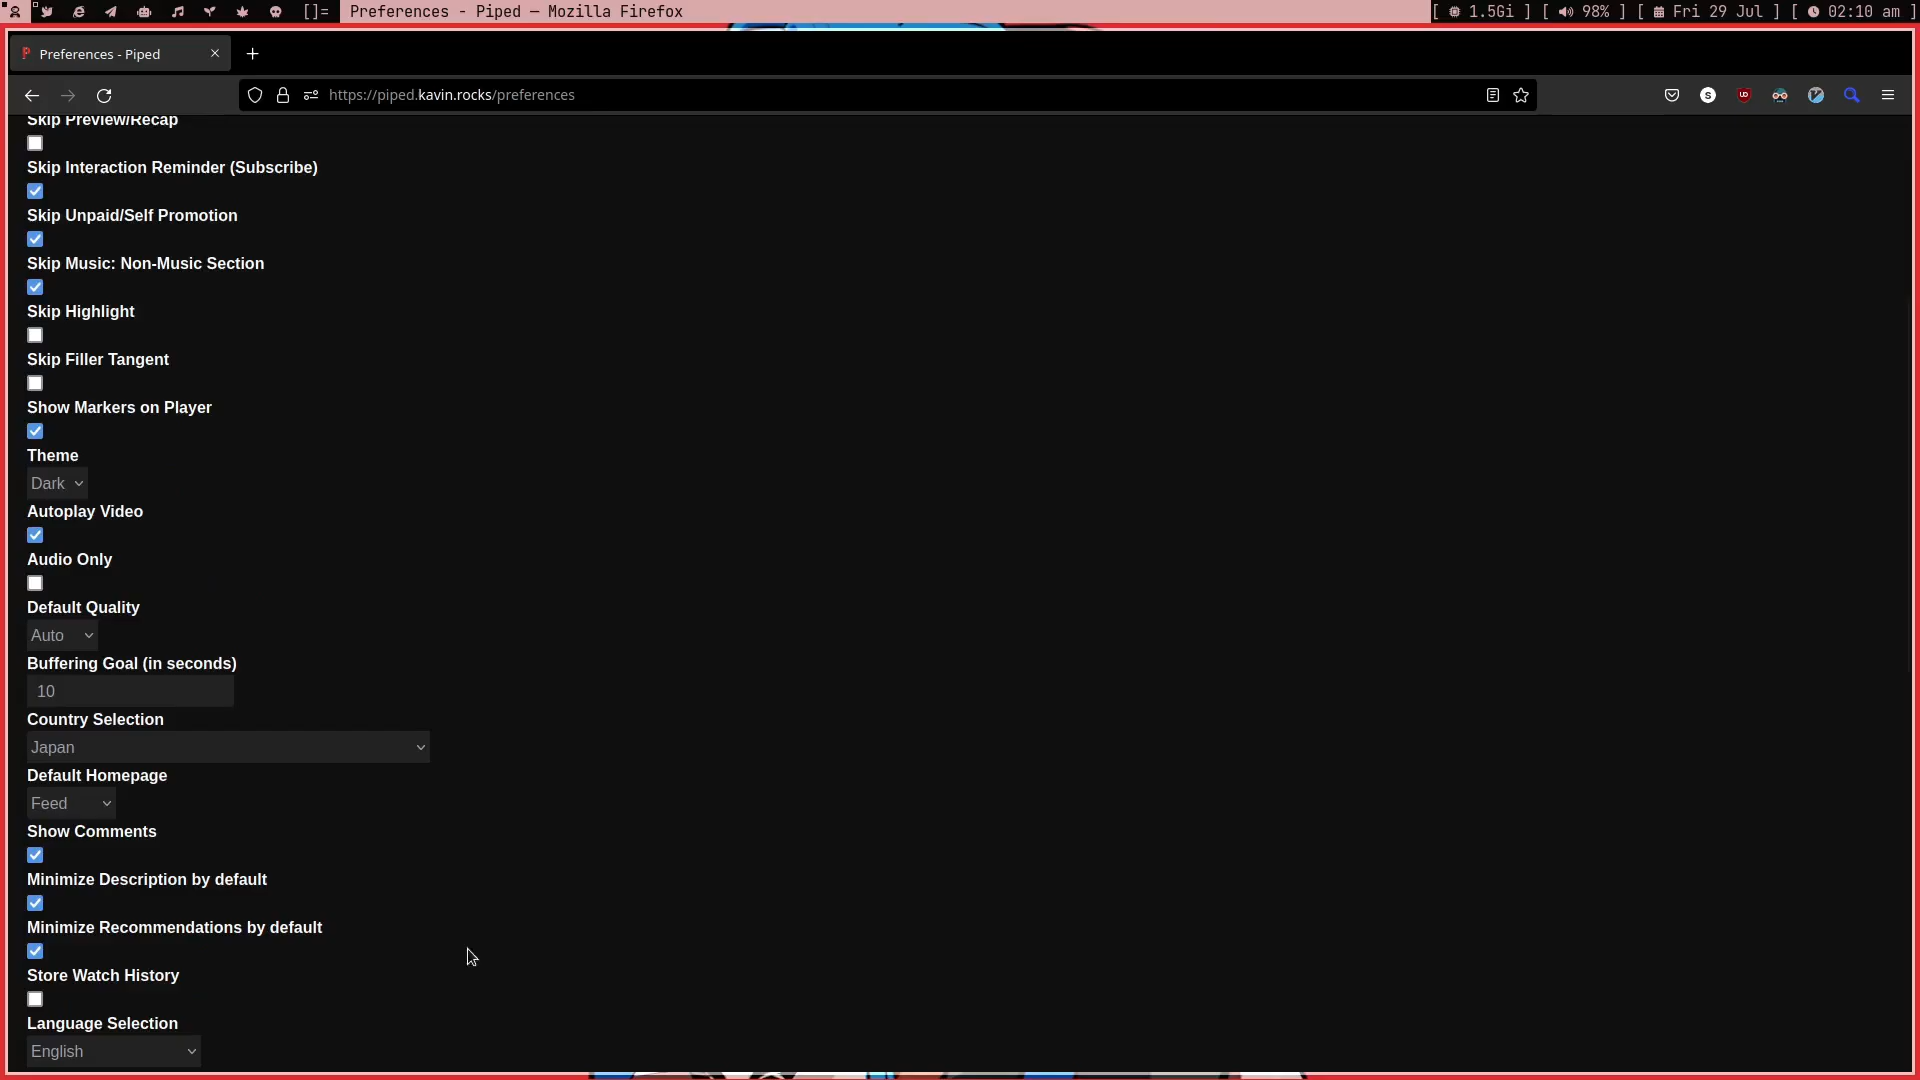 []=
Preferences - Piped — Mozilla Firefox
[ 1.5Gi ] [ 98% ] [ Fri 29 Jul ] [ 02:10 am ]
Preferences - Piped
https://piped.kavin.rocks/preferences
Skip Preview/Recap
Skip Interaction Reminder (Subscribe)
Skip Unpaid/Self Promotion
Skip Music: Non-Music Section
Skip Highlight
Skip Filler Tangent
Show Markers on Player
Theme
Dark
Autoplay Video
Audio Only
Default Quality
Auto
Buffering Goal (in seconds)
10
Country Selection
Japan
Default Homepage
Feed
Show Comments
Minimize Description by default
Minimize Recommendations by default
Store Watch History
Language Selection
English